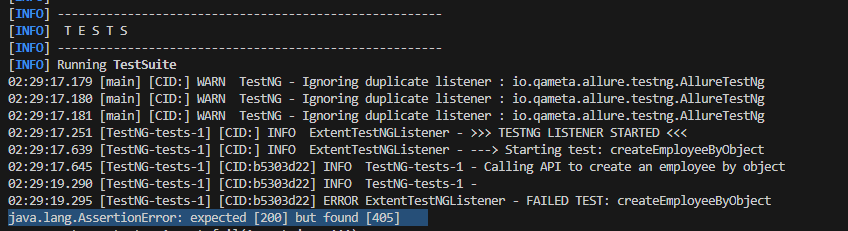 [INFO] -------------------------------------------------------
[INFO]  T E S T S
[INFO] -------------------------------------------------------
[INFO] Running TestSuite
02:29:17.179 [main] [CID:] WARN  TestNG - Ignoring duplicate listener : io.qameta.allure.testng.AllureTestNg
02:29:17.180 [main] [CID:] WARN  TestNG - Ignoring duplicate listener : io.qameta.allure.testng.AllureTestNg
02:29:17.181 [main] [CID:] WARN  TestNG - Ignoring duplicate listener : io.qameta.allure.testng.AllureTestNg
02:29:17.251 [TestNG-tests-1] [CID:] INFO  ExtentTestNGListener - >>> TESTNG LISTENER STARTED <<<
02:29:17.639 [TestNG-tests-1] [CID:] INFO  ExtentTestNGListener - ---> Starting test: createEmployeeByObject
02:29:17.645 [TestNG-tests-1] [CID:b5303d22] INFO  TestNG-tests-1 - Calling API to create an employee by object
02:29:19.290 [TestNG-tests-1] [CID:b5303d22] INFO  TestNG-tests-1 -
02:29:19.295 [TestNG-tests-1] [CID:b5303d22] ERROR ExtentTestNGListener - FAILED TEST: createEmployeeByObject
java.lang.AssertionError: expected [200] but found [405]